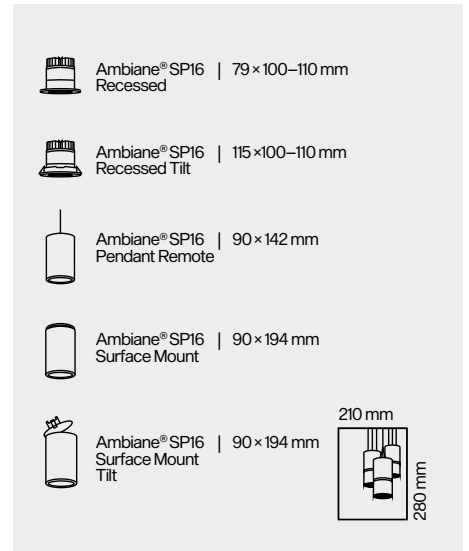 Ambiane® SP16 | 79 × 100–110 mm
Recessed
Ambiane® SP16 | 115 ×100–110 mm
Recessed Tilt
Ambiane® SP16 | 90 × 142 mm
Pendant Remote
Ambiane® SP16 | 90 × 194 mm
Surface Mount
Ambiane® SP16 | 90 × 194 mm
Surface Mount
Tilt
210 mm
280 mm